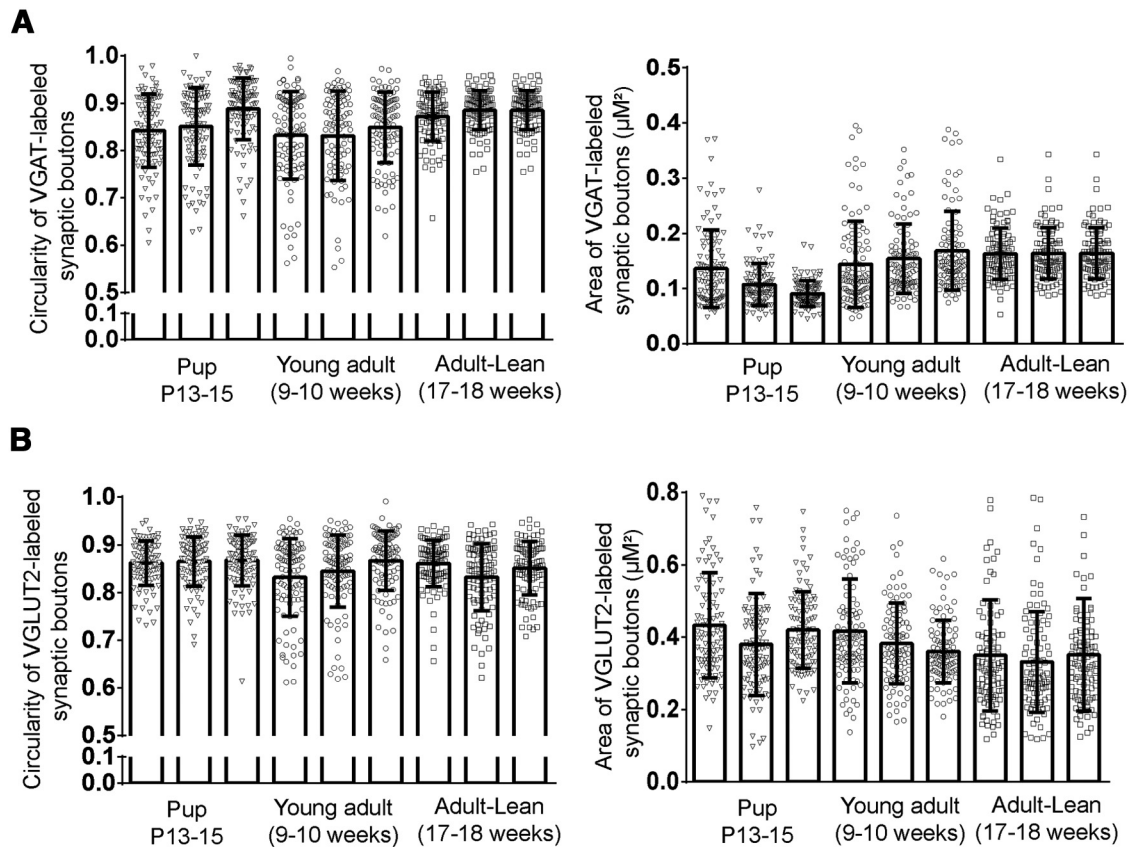 A
Circularity of VGAT-labeled
synaptic boutons
1.0
0.9
0.8
0.7
0.6
0.5
0.1
0.0
Pup
P13-15
Young adult
(9-10 weeks)
Adult-Lean
(17-18 weeks)
Area of VGAT-labeled
synaptic boutons (µM²)
0.5
0.4
0.3
0.2
0.1
0.0
Pup
P13-15
Young adult
(9-10 weeks)
Adult-Lean
(17-18 weeks)
B
Circularity of VGLUT2-labeled
synaptic boutons
1.0
0.9
0.8
0.7
0.6
0.5
0.1
0.0
Pup
P13-15
Young adult
(9-10 weeks)
Adult-Lean
(17-18 weeks)
Area of VGLUT2-labeled
synaptic boutons (µM²)
0.8
0.6
0.4
0.2
0.0
Pup
P13-15
Young adult
(9-10 weeks)
Adult-Lean
(17-18 weeks)